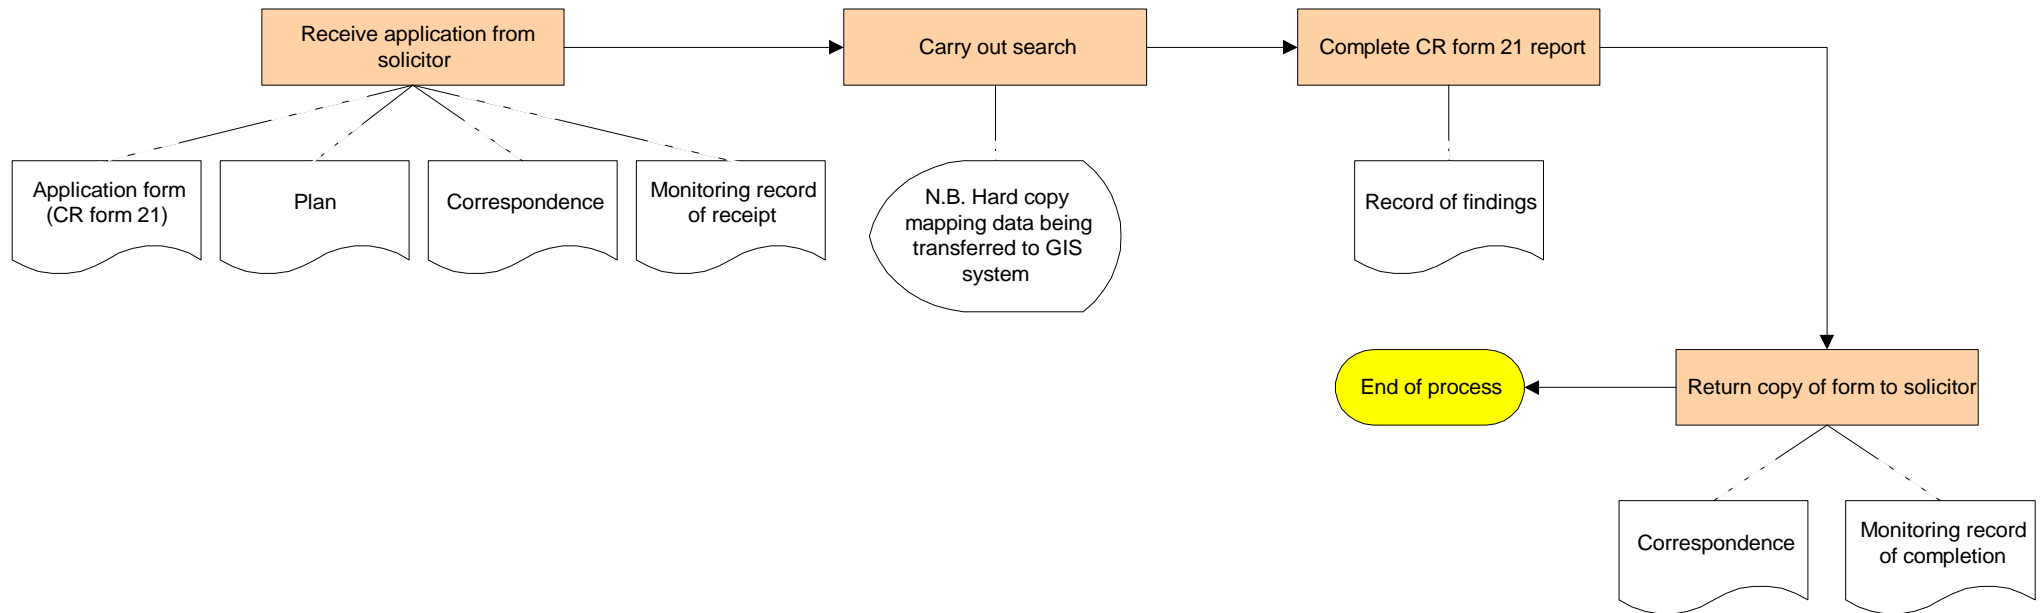 Receive application from
solicitor
Carry out search
Complete CR form 21 report
Application form
(CR form 21)
Plan
Correspondence
Monitoring record
of receipt
N.B. Hard copy
mapping data being
transferred to GIS
system
Record of findings
End of process
Return copy of form to solicitor
Correspondence
Monitoring record
of completion